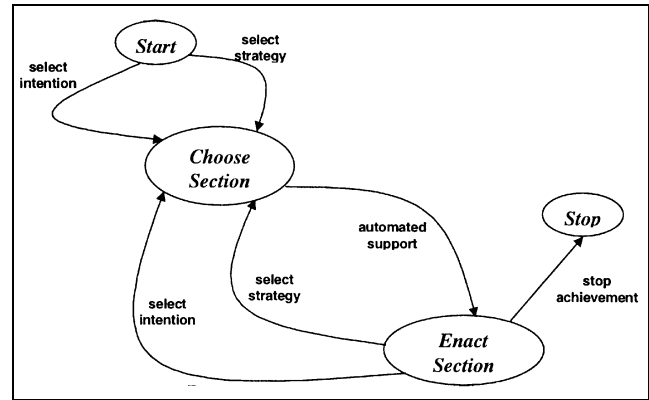 Start
select
strategy
select
intention
Choose
Section
automated
support
Stop
select
strategy
stop
achievement
select
intention
Enact
Section